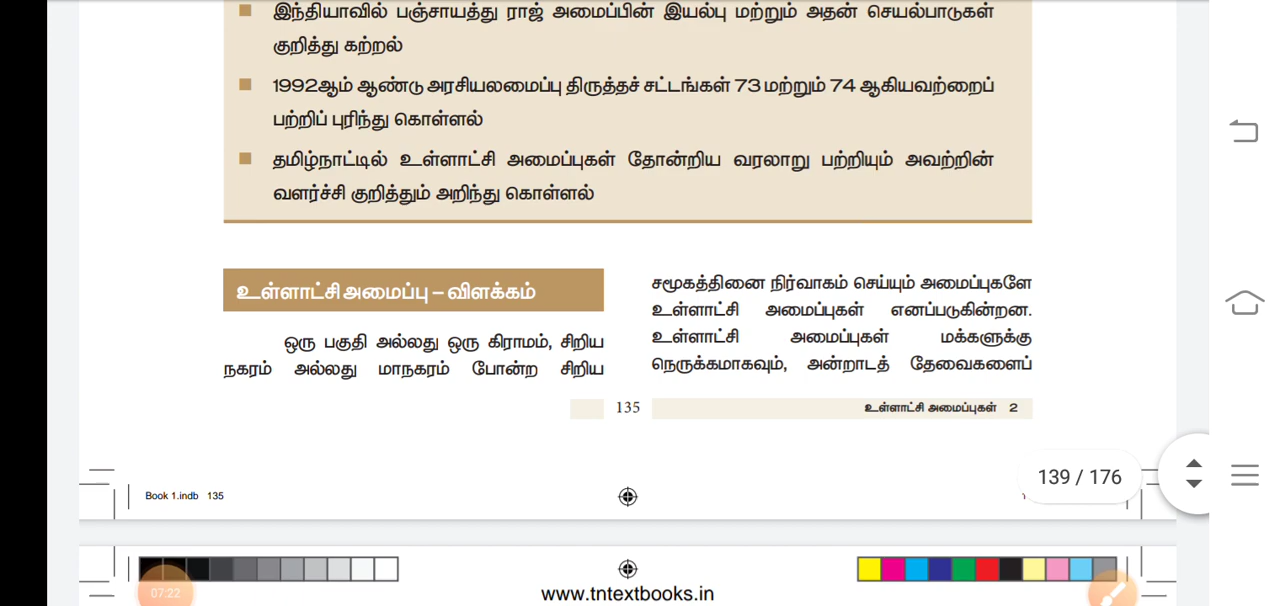 இந்தியாவில் பஞ்சாயத்து ராஜ் அமைப்பின் இயல்பு மற்றும் அதன் செயல்பாடுகள்
குறித்து கற்றல்
1992ஆம் ஆண்டு அரசியலமைப்பு திருத்தச் சட்டங்கள் 73 மற்றும் 74 ஆகியவற்றைப்
பற்றிப் புரிந்து கொள்ளல்
தமிழ்நாட்டில் உள்ளாட்சி அமைப்புகள் தோன்றிய வரலாறு பற்றியும் அவற்றின்
வளர்ச்சி குறித்தும் அறிந்து கொள்ளல்
உள்ளாட்சி அமைப்பு – விளக்கம்
ஒரு பகுதி அல்லது ஒரு கிராமம், சிறிய
நகரம் அல்லது மாநகரம் போன்ற சிறிய
சமூகத்தினை நிர்வாகம் செய்யும் அமைப்புகளே
உள்ளாட்சி அமைப்புகள் எனப்படுகின்றன.
உள்ளாட்சி அமைப்புகள் மக்களுக்கு
நெருக்கமாகவும், அன்றாடத் தேவைகளைப்
135
உள்ளாட்சி அமைப்புகள் 2
139 / 176
Book 1.indb 135
07:22
www.tntextbooks.in